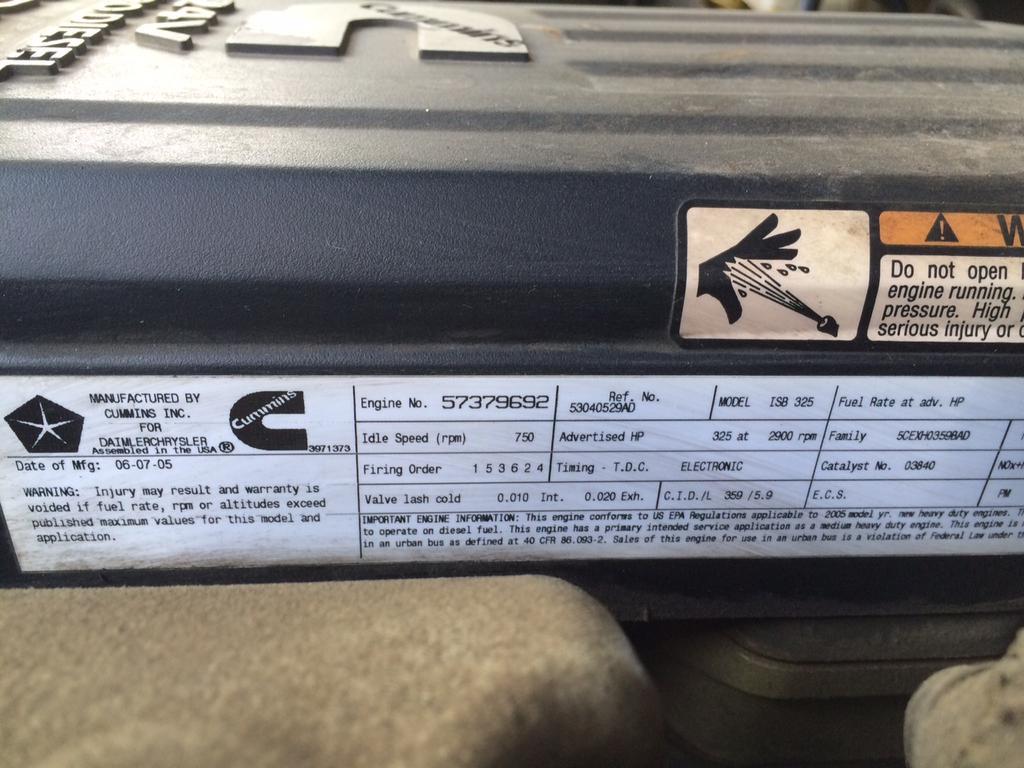 24V
ODIESEL
Cummins
W
Do not open
engine running.
pressure. High
serious injury or
MANUFACTURED BY
CUMMINS INC.
FOR
DAIMLERCHRYSLER
Assembled in the USA ®
Cummins
3971373
Date of Mfg: 06-07-05
WARNING: Injury may result and warranty is
voided if fuel rate, rpm or altitudes exceed
published maximum values for this model and
application.
Engine No. 57379692
Ref. No.
53040529AD
MODEL ISB 325
Fuel Rate at adv. HP
Idle Speed (rpm) 750
Advertised HP 325 at 2900 rpm
Family 5CEXH0359BAD
Firing Order 1 5 3 6 2 4
Timing - T.D.C. ELECTRONIC
Catalyst No. 03840
NOx+
Valve lash cold 0.010 Int. 0.020 Exh.
C.I.D./L 359 /5.9
E.C.S.
PM
IMPORTANT ENGINE INFORMATION: This engine conforms to US EPA Regulations applicable to 2005 model yr. new heavy duty engines.
to operate on diesel fuel. This engine has a primary intended service application as a medium heavy duty engine. This engine is
in an urban bus as defined at 40 CFR 86.093-2. Sales of this engine for use in an urban bus is a violation of Federal Law under